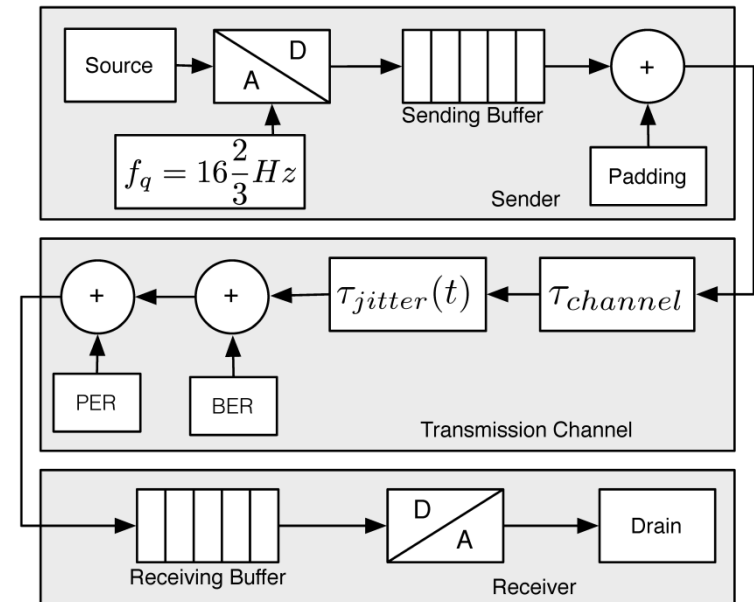 Source
D
A
Sending Buffer
+
f_q = 16 2/3 Hz
Padding
Sender
+
+
τ_jitter(t)
τ_channel
PER
BER
Transmission Channel
Receiving Buffer
D
A
Drain
Receiver